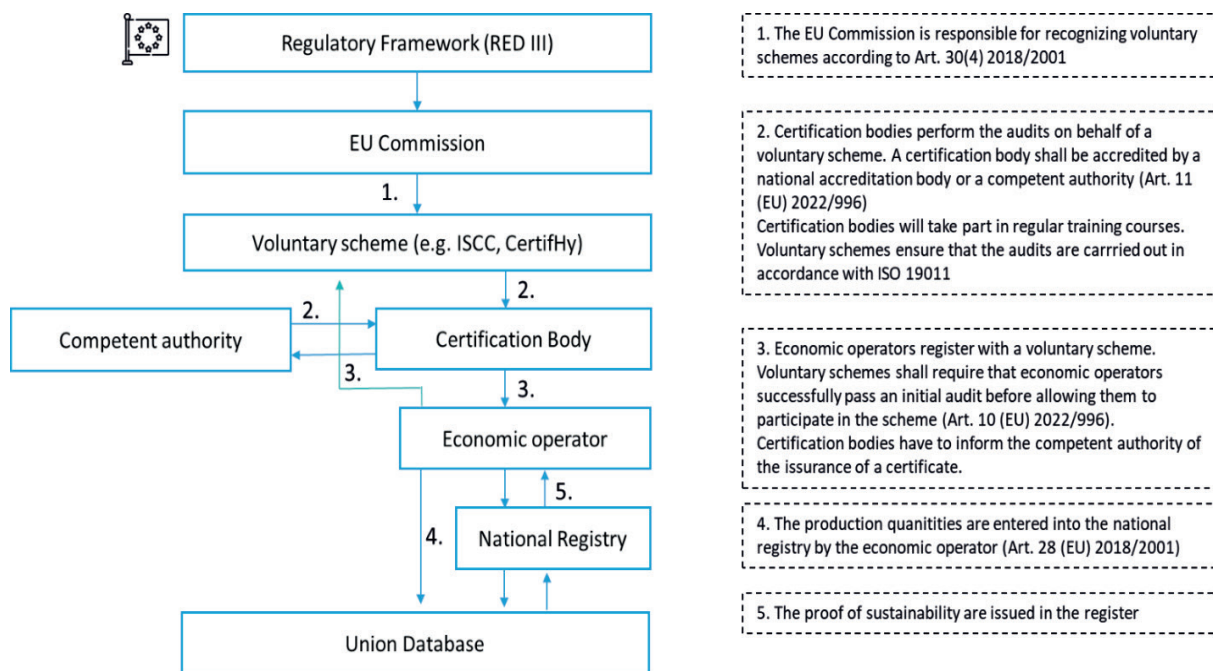 Regulatory Framework (RED III)
EU Commission
1.
Voluntary scheme (e.g. ISCC, CertifHy)
2.
Competent authority
2.
Certification Body
3.
3.
Economic operator
5.
4.
National Registry
Union Database
1. The EU Commission is responsible for recognizing voluntary
schemes according to Art. 30(4) 2018/2001
2. Certification bodies perform the audits on behalf of a
voluntary scheme. A certification body shall be accredited by a
national accreditation body or a competent authority (Art. 11
(EU) 2022/996)
Certification bodies will take part in regular training courses.
Voluntary schemes ensure that the audits are carrried out in
accordance with ISO 19011
3. Economic operators register with a voluntary scheme.
Voluntary schemes shall require that economic operators
successfully pass an initial audit before allowing them to
participate in the scheme (Art. 10 (EU) 2022/996).
Certification bodies have to inform the competent authority of
the issurance of a certificate.
4. The production quanitities are entered into the national
registry by the economic operator (Art. 28 (EU) 2018/2001)
5. The proof of sustainability are issued in the register